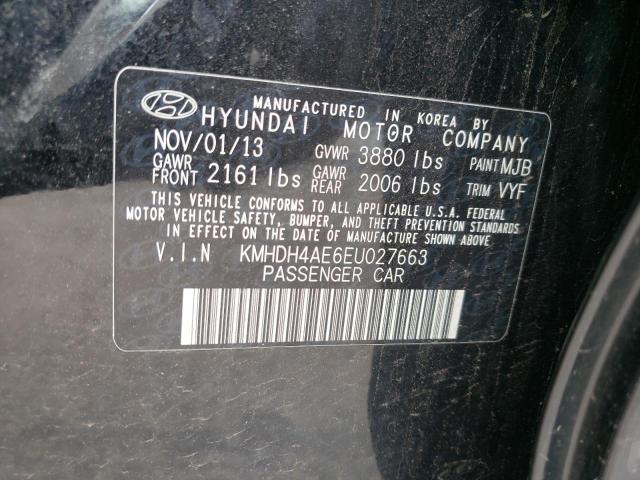 MANUFACTURED IN KOREA BY
HYUNDAI MOTOR COMPANY
NOV/01/13 GVWR 3880 lbs PAINT MJB
GAWR FRONT 2161 lbs GAWR REAR 2006 lbs TRIM VYF
THIS VEHICLE CONFORMS TO ALL APPLICABLE U.S.A. FEDERAL
MOTOR VEHICLE SAFETY, BUMPER, AND THEFT PREVENTION STANDARDS
IN EFFECT ON THE DATE OF MANUFACTURE SHOWN ABOVE
V.I.N KMHDH4AE6EU027663
PASSENGER CAR